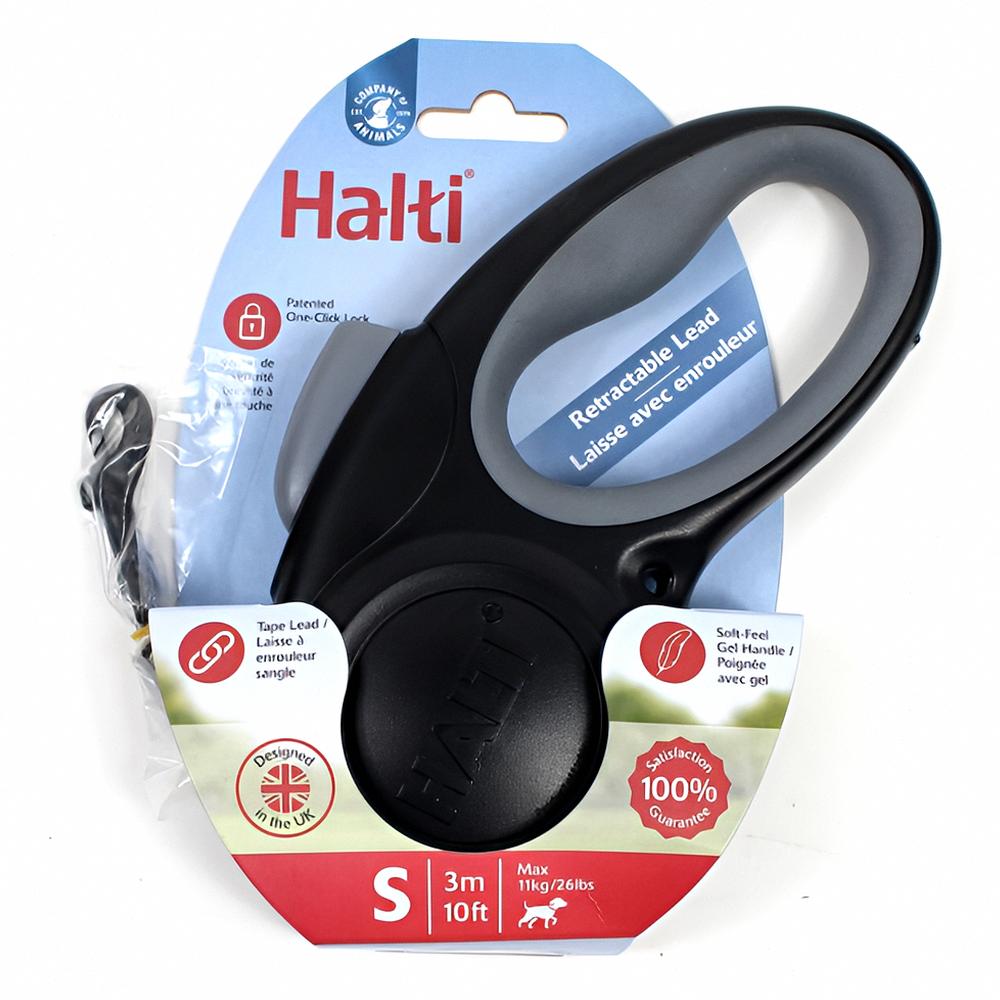 COMPANY of
ANIMALS
Halti®
Patented
One-Click Lock
de
Retractable Lead
Laisse avec enrouleur
HALTI
Tape Lead /
Laisse à
enrouleur
sangle
Soft-Feel
Gel Handle /
Poignée
avec gel
Designed
in the UK
Satisfaction
100%
Guarantee
S
3m
10ft
Max
11kg/26lbs